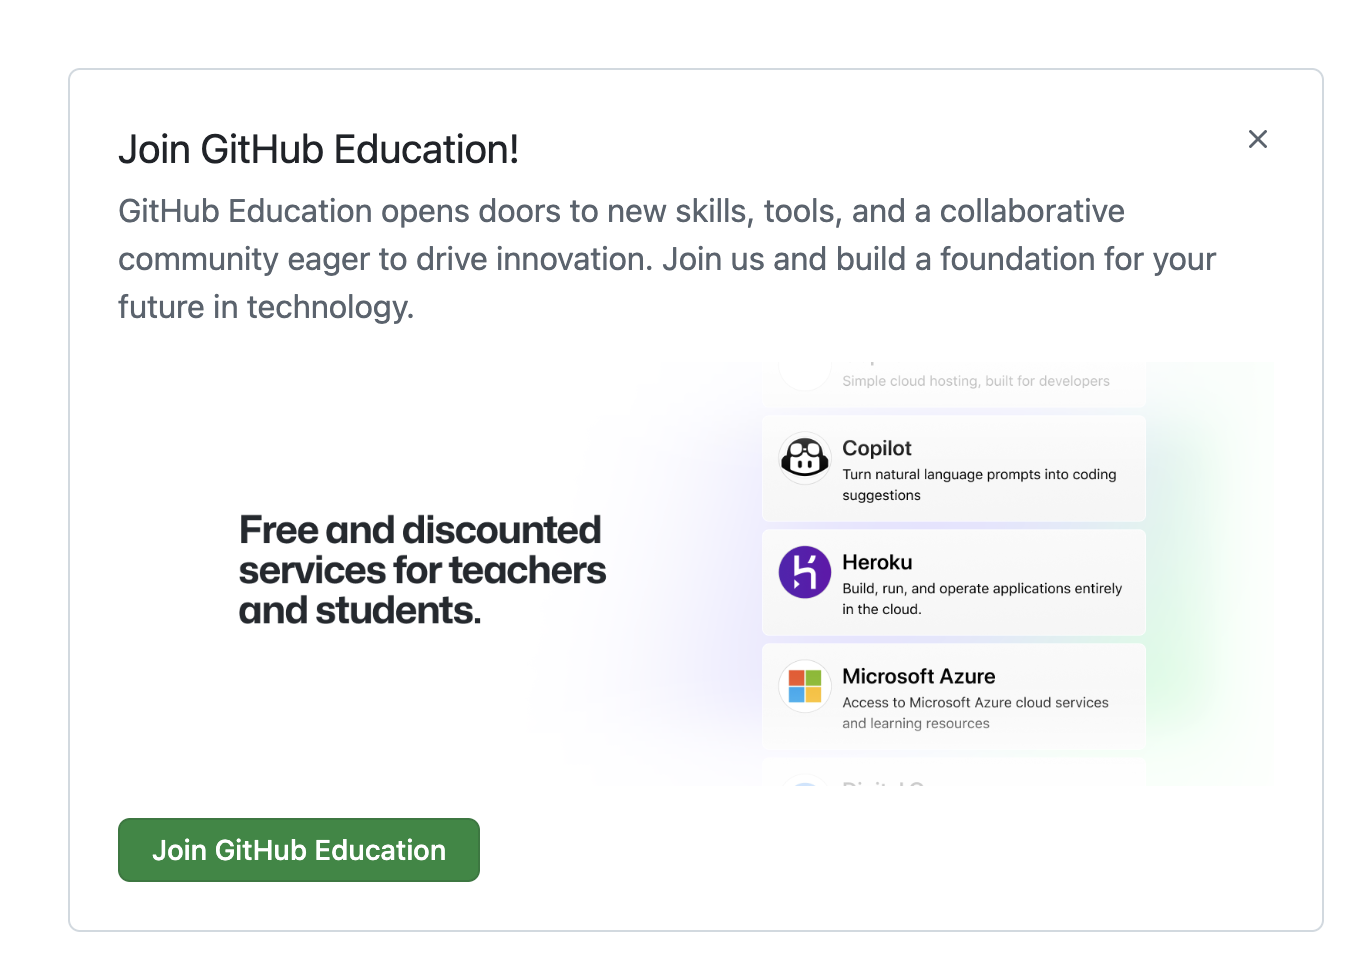 Join GitHub Education!
GitHub Education opens doors to new skills, tools, and a collaborative
community eager to drive innovation. Join us and build a foundation for your
future in technology.
Simple cloud hosting, built for developers
Copilot
Turn natural language prompts into coding
suggestions
Free and discounted
services for teachers
and students.
Heroku
Build, run, and operate applications entirely
in the cloud.
Microsoft Azure
Access to Microsoft Azure cloud services
and learning resources
Join GitHub Education